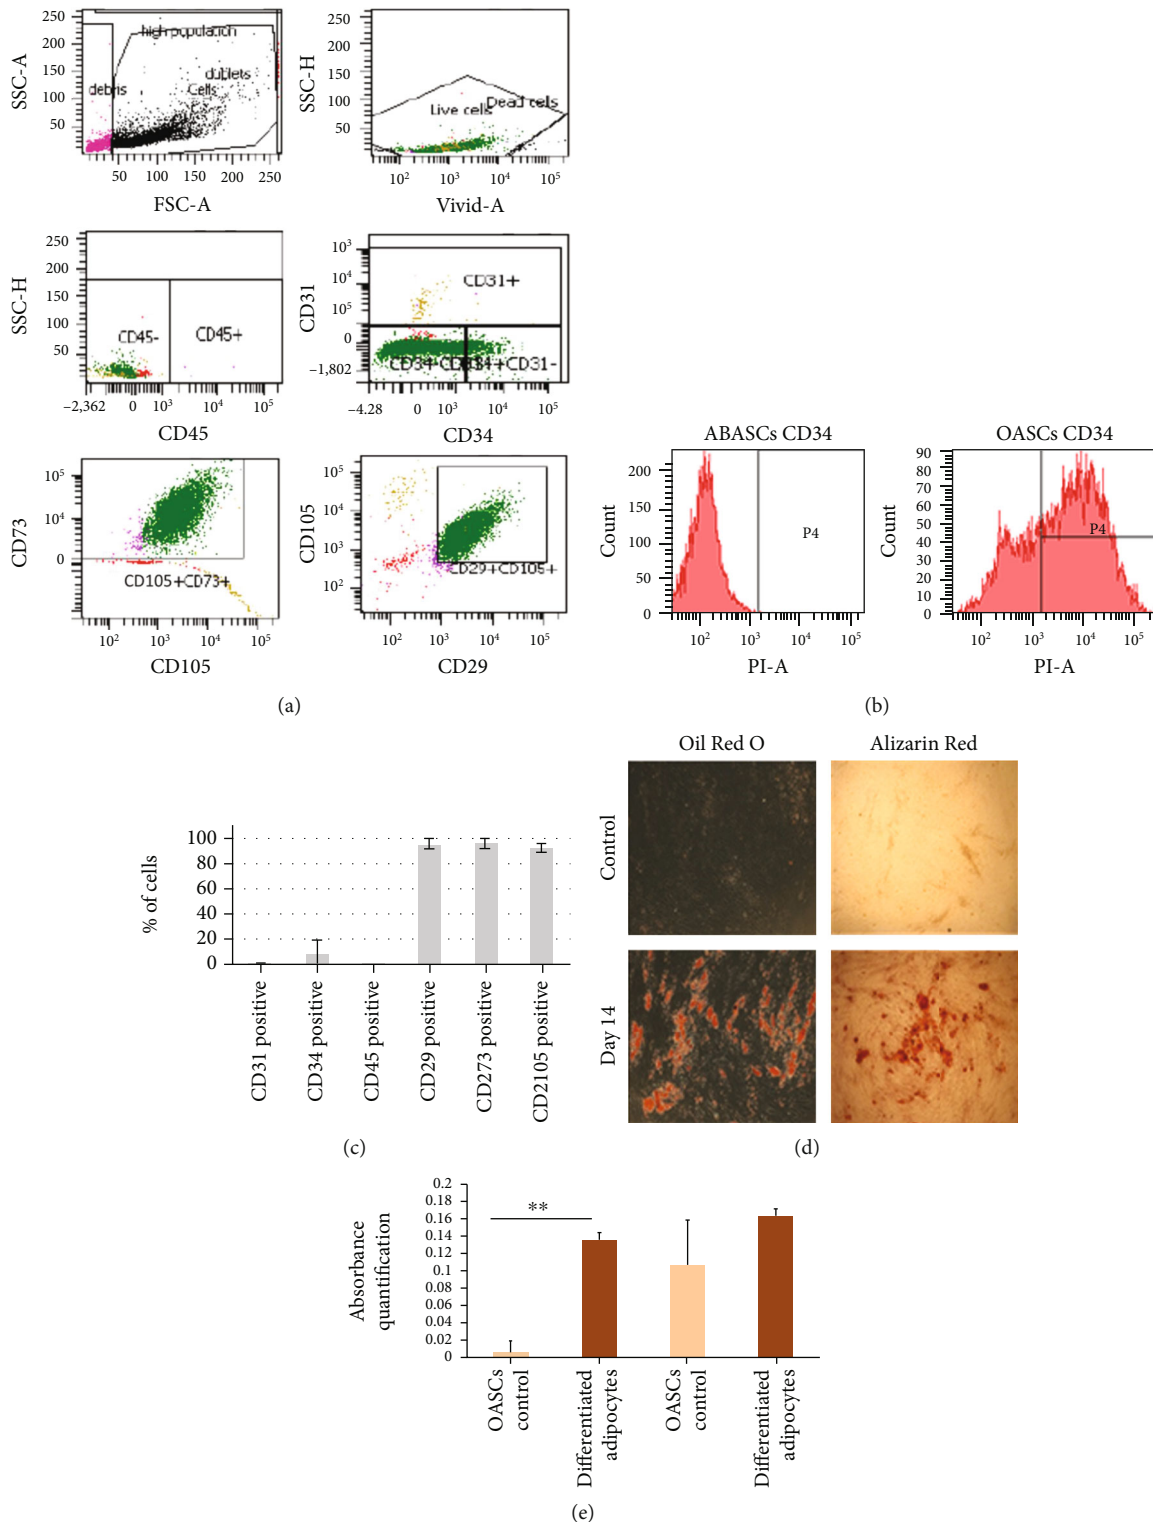 250
200
150
100
50
SSC-A
high population
dublets
debris
Cells
50 100 150 200 250
FSC-A
250
200
150
100
50
SSC-H
Live cells
Dead cells
10² 10³ 10⁴ 10⁵
Vivid-A
250
200
150
100
50
SSC-H
CD45-
CD45+
−2,362 0 10³ 10⁴ 10⁵
CD45
10³
10⁴
10⁵
0
−1,802
CD31
CD31+
CD34+CD31-
−4.28 0 10³ 10⁴ 10⁵
CD34
10⁵
10⁴
0
CD73
CD105+CD73+
10² 10³ 10⁴ 10⁵
CD105
10⁵
10⁴
10³
10²
CD105
CD29+CD105+
10² 10³ 10⁴ 10⁵
CD29
(a)
ABASCs CD34
200
150
100
50
0
Count
P4
10² 10³ 10⁴ 10⁵
PI-A
OASCs CD34
90
80
70
60
50
40
30
20
10
0
Count
P4
10² 10³ 10⁴ 10⁵
PI-A
(b)
100
80
60
40
20
0
% of cells
CD31 positive
CD34 positive
CD45 positive
CD29 positive
CD273 positive
CD2105 positive
(c)
Oil Red O
Alizarin Red
Control
Day 14
(d)
0.2
0.18
0.16
0.14
0.12
0.1
0.08
0.06
0.04
0.02
0
Absorbance
quantification
**
OASCs
control
Differentiated
adipocytes
OASCs
control
Differentiated
adipocytes
(e)